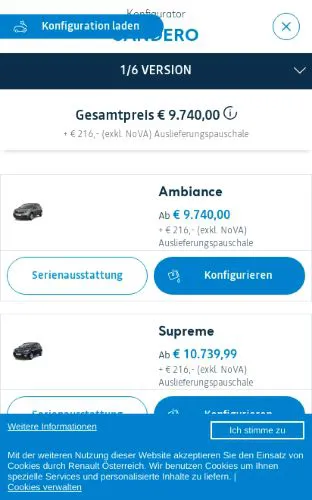 Konfigurator
Konfiguration laden
SANDERO
1/6 VERSION
Gesamtpreis € 9.740,00
+ € 216,- (exkl. NoVA) Auslieferungspauschale
Ambiance
Ab € 9.740,00
+ € 216,- (exkl. NoVA)
Auslieferungspauschale
Serienausstattung
Konfigurieren
Supreme
Ab € 10.739,99
+ € 216,- (exkl. NoVA)
Auslieferungspauschale
Serienausstattung
Konfigurieren
Weitere Informationen
Ich stimme zu
Mit der weiteren Nutzung dieser Website akzeptieren Sie den Einsatz von
Cookies durch Renault Österreich. Wir benutzen Cookies um Ihnen
spezielle Services und personalisierte Inhalte zu liefern. |
Cookies verwalten